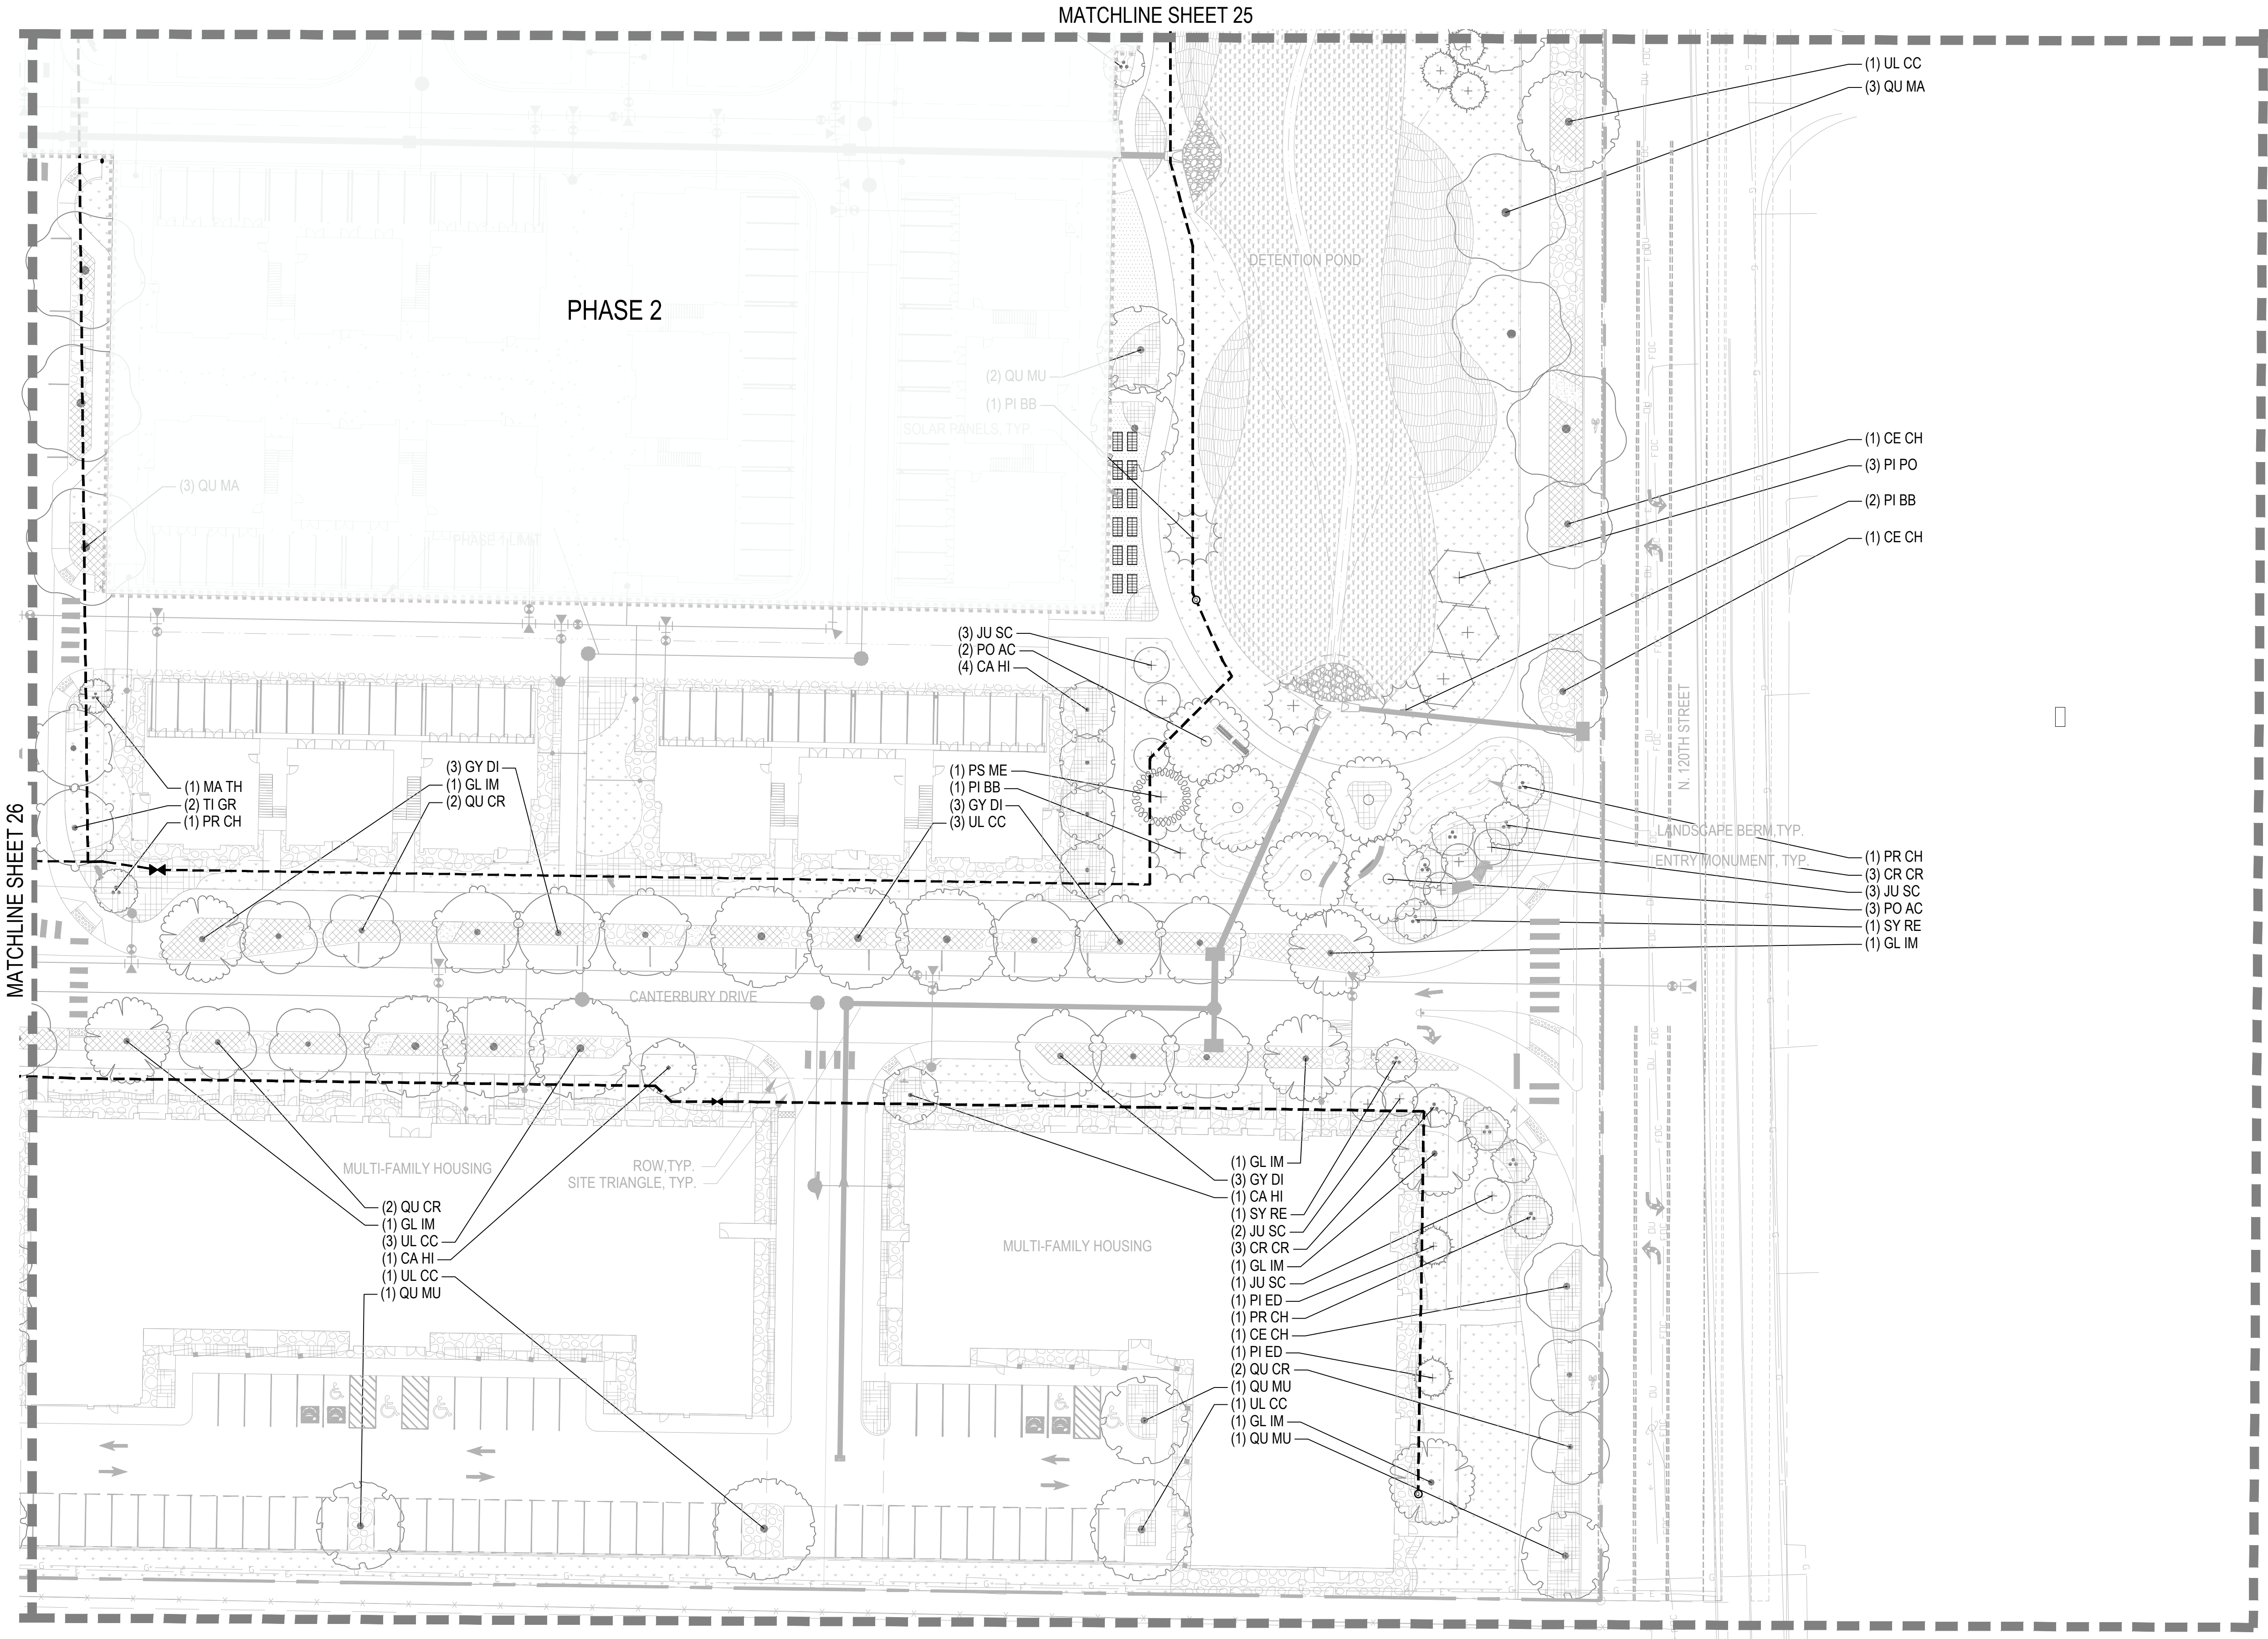 MATCHLINE SHEET 25
(1) UL CC
(3) QU MA
DETENTION POND
PHASE 2
(2) QU MU
(1) PI BB
SOLAR PANELS, TYP.
(3) QU MA
PHASE 1 LIMIT
(1) CE CH
(3) PI PO
(2) PI BB
(1) CE CH
(3) JU SC
(2) PO AC
(4) CA HI
N. 120TH STREET
(1) MA TH
(2) TI GR
(1) PR CH
(3) GY DI
(1) GL IM
(2) QU CR
(1) PS ME
(1) PI BB
(3) GY DI
(3) UL CC
LANDSCAPE BERM,TYP.
ENTRY MONUMENT, TYP.
(1) PR CH
(3) CR CR
(3) JU SC
(3) PO AC
(1) SY RE
(1) GL IM
MATCHLINE SHEET 26
CANTERBURY DRIVE
MULTI-FAMILY HOUSING
ROW,TYP.
SITE TRIANGLE, TYP.
(2) QU CR
(1) GL IM
(3) UL CC
(1) CA HI
(1) UL CC
(1) QU MU
MULTI-FAMILY HOUSING
(1) GL IM
(3) GY DI
(1) CA HI
(1) SY RE
(2) JU SC
(3) CR CR
(1) GL IM
(1) JU SC
(1) PI ED
(1) PR CH
(1) CE CH
(1) PI ED
(2) QU CR
(1) QU MU
(1) UL CC
(1) GL IM
(1) QU MU